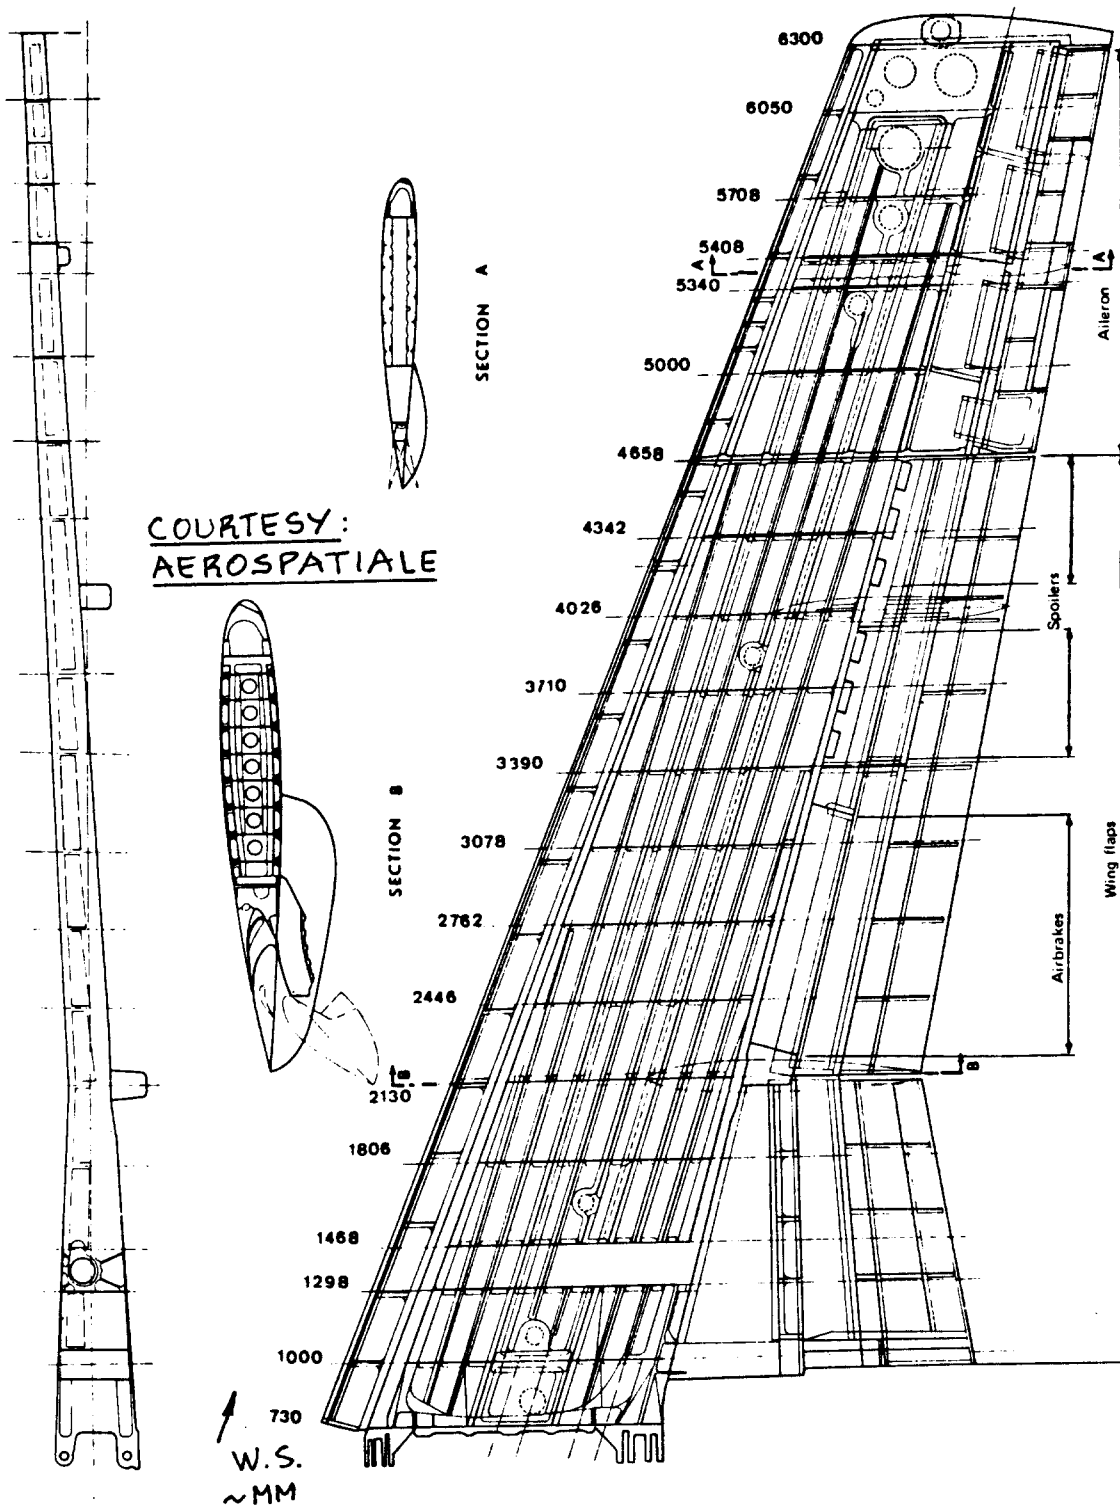 6300
6050
5708
5408
A
A
5340
5000
4658
4342
4026
3710
3390
3078
2762
2446
B
B
2130
1806
1468
1298
1000
730
W.S.
~MM
SECTION A
SECTION B
COURTESY:
AEROSPATIALE
Aileron
Spoilers
Airbrakes
Wing flaps